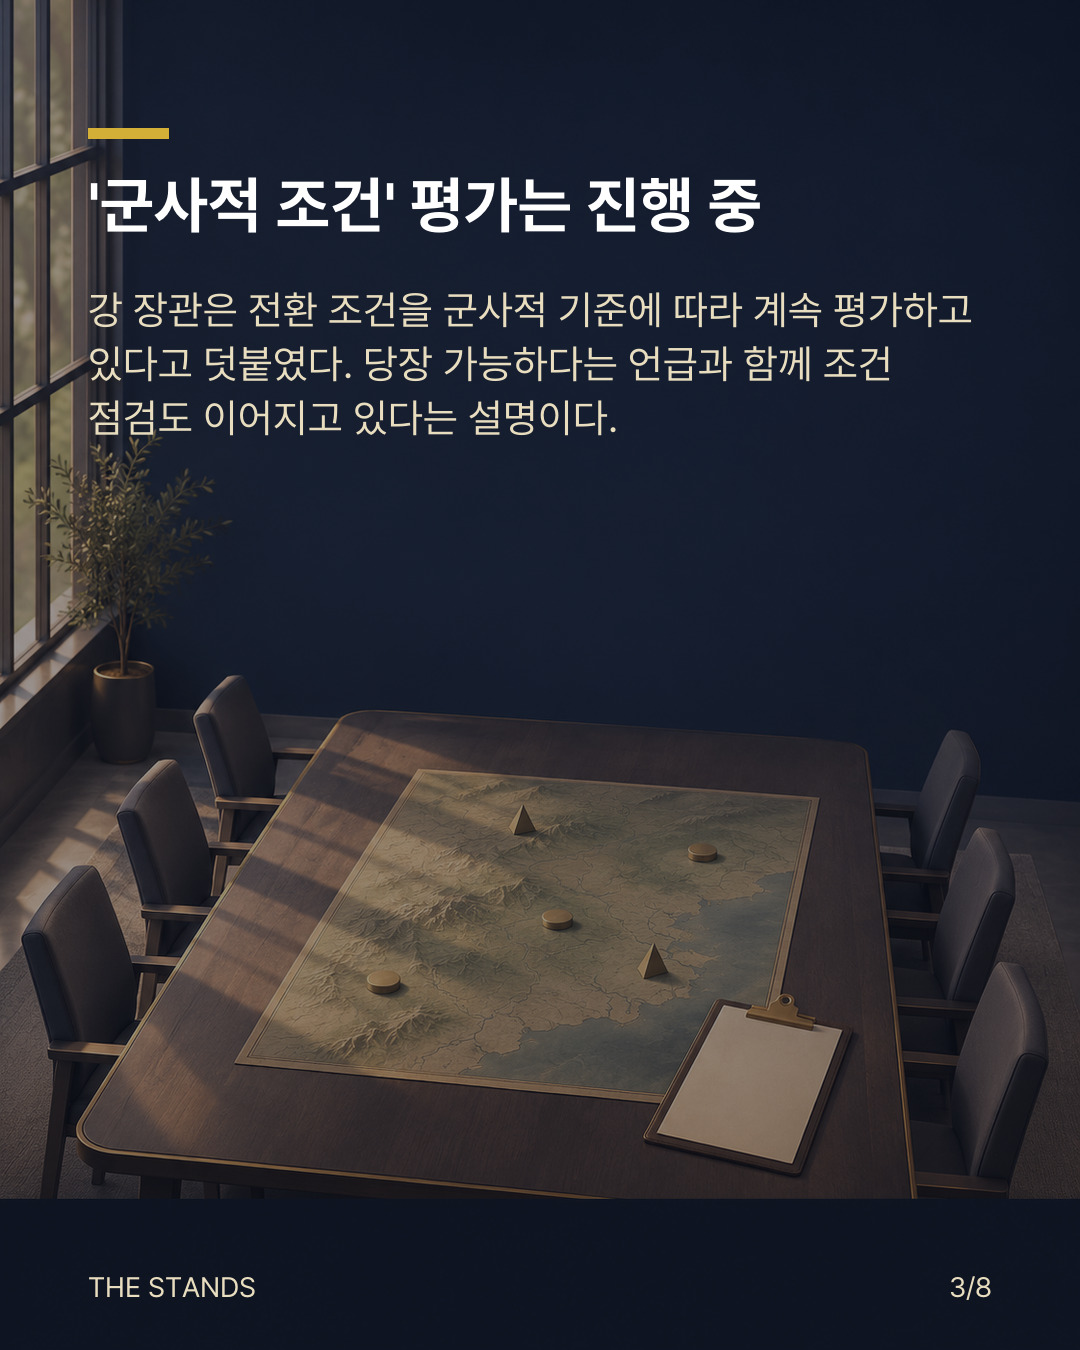 '군사적 조건' 평가는 진행 중
강 장관은 전환 조건을 군사적 기준에 따라 계속 평가하고
있다고 덧붙였다. 당장 가능하다는 언급과 함께 조건
점검도 이어지고 있다는 설명이다.
THE STANDS
3/8